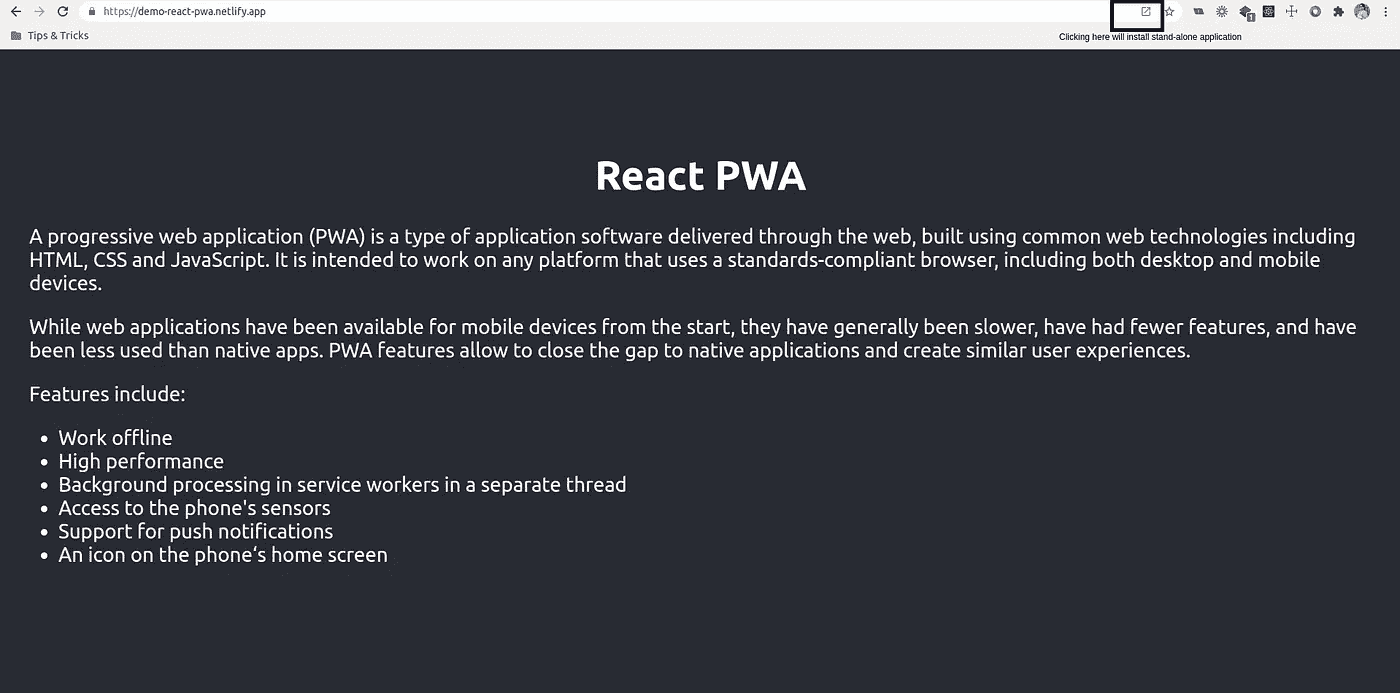 https://demo-react-pwa.netlify.app
Tips & Tricks
Clicking here will install stand-alone application
1
React PWA
A progressive web application (PWA) is a type of application software delivered through the web, built using common web technologies including
HTML, CSS and JavaScript. It is intended to work on any platform that uses a standards-compliant browser, including both desktop and mobile
devices.
While web applications have been available for mobile devices from the start, they have generally been slower, have had fewer features, and have
been less used than native apps. PWA features allow to close the gap to native applications and create similar user experiences.
Features include:
• Work offline
• High performance
• Background processing in service workers in a separate thread
• Access to the phone's sensors
• Support for push notifications
• An icon on the phone‘s home screen